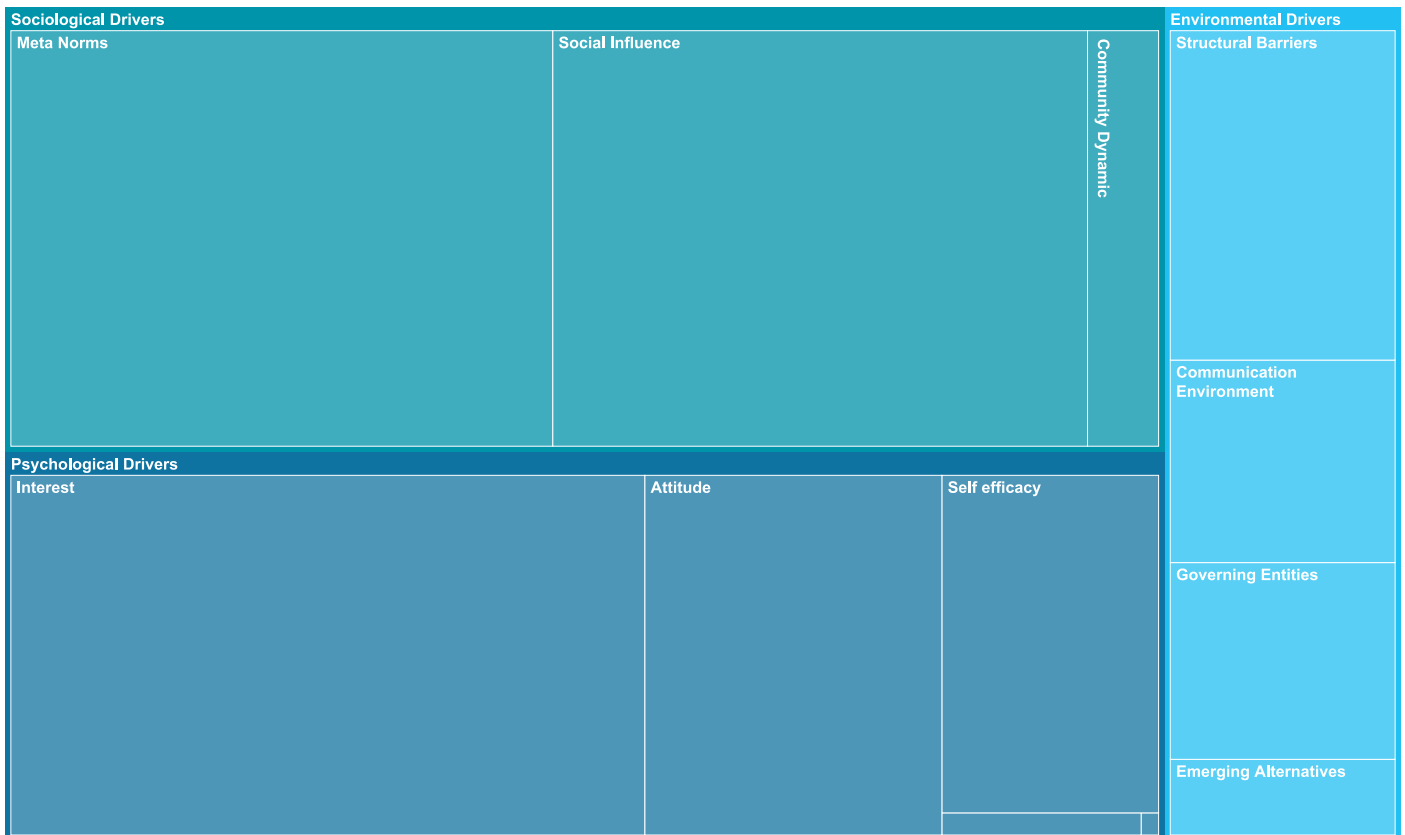 Sociological Drivers
Meta Norms
Social Influence
Community Dynamic
Psychological Drivers
Interest
Attitude
Self efficacy
Environmental Drivers
Structural Barriers
Communication
Environment
Governing Entities
Emerging Alternatives